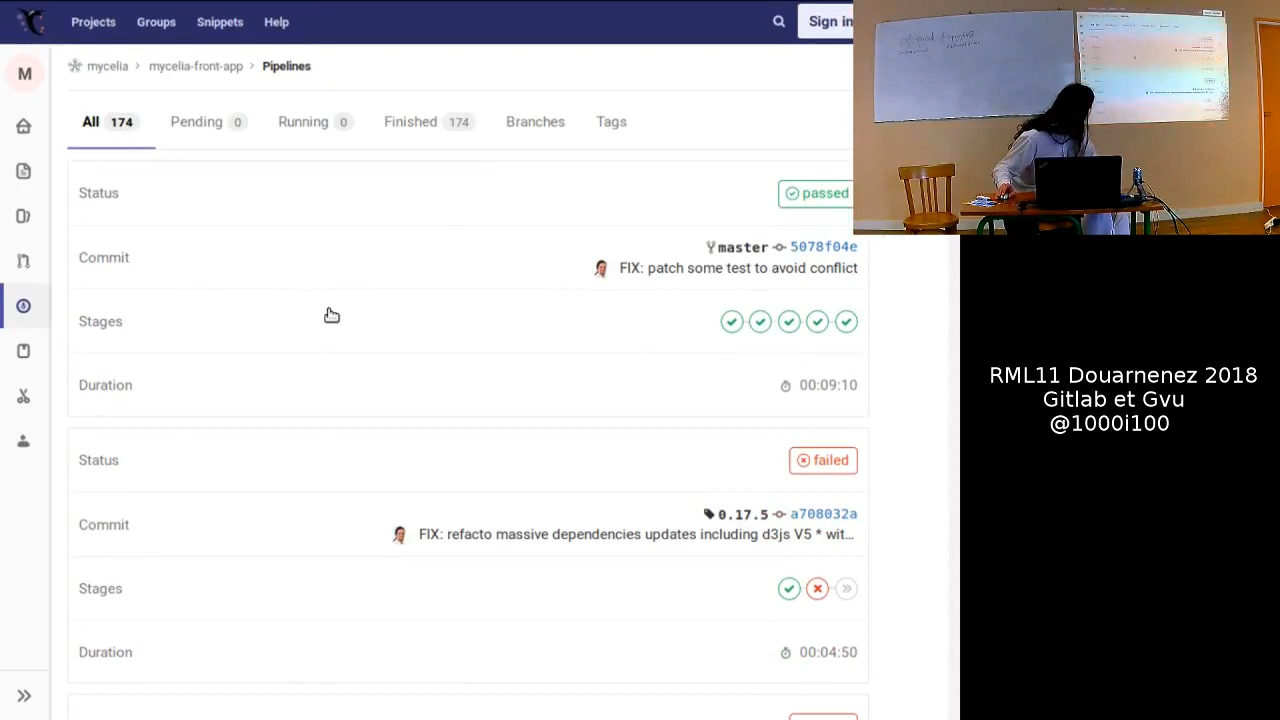 Projects Groups Snippets Help Sign in
M mycelia > mycelia-front-app > Pipelines
All 174 Pending 0 Running 0 Finished 174 Branches Tags
Status passed
Commit master 5078f04e
FIX: patch some test to avoid conflict
Stages
Duration 00:09:10
Status failed
Commit 0.17.5 a708032a
FIX: refacto massive dependencies updates including d3js V5 * wit...
Stages
Duration 00:04:50
RML11 Douarnenez 2018
Gitlab et Gvu
@1000i100